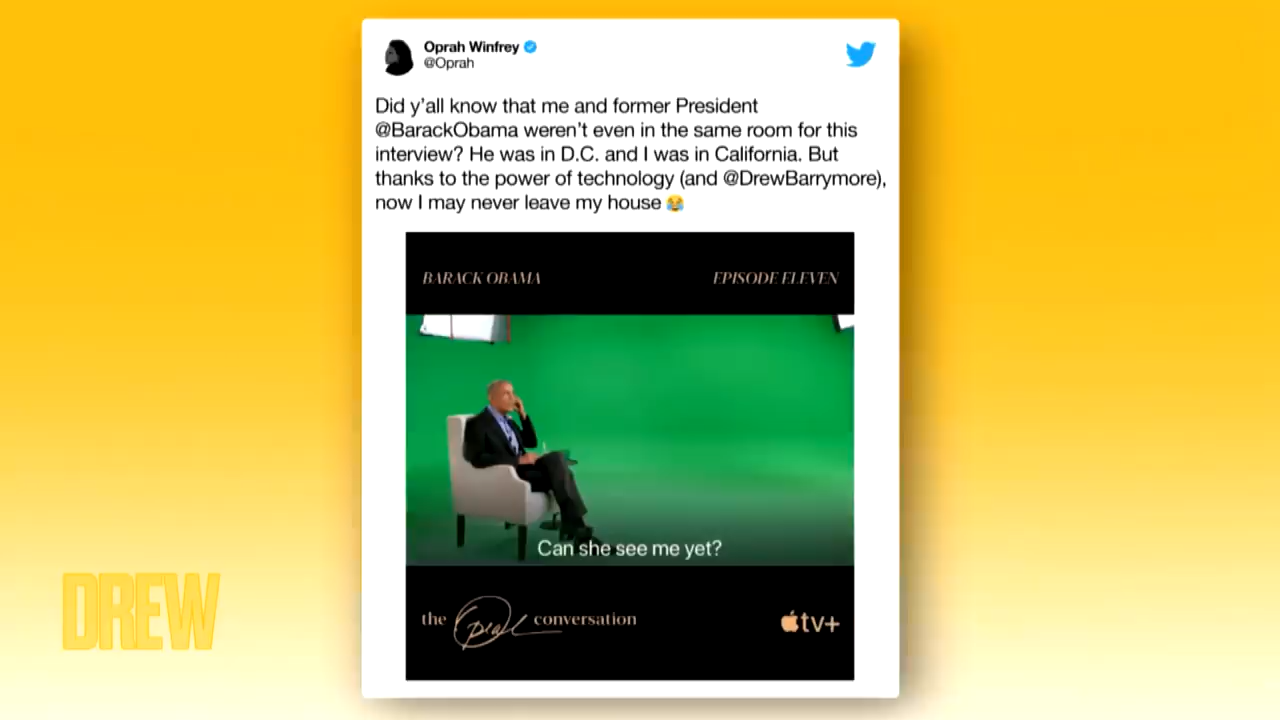 Oprah Winfrey
@Oprah
Did y'all know that me and former President
@BarackObama weren't even in the same room for this
interview? He was in D.C. and I was in California. But
thanks to the power of technology (and @DrewBarrymore),
now I may never leave my house 😂
BARACK OBAMA
EPISODE ELEVEN
Can she see me yet?
the Oprah conversation
tv+
DREW